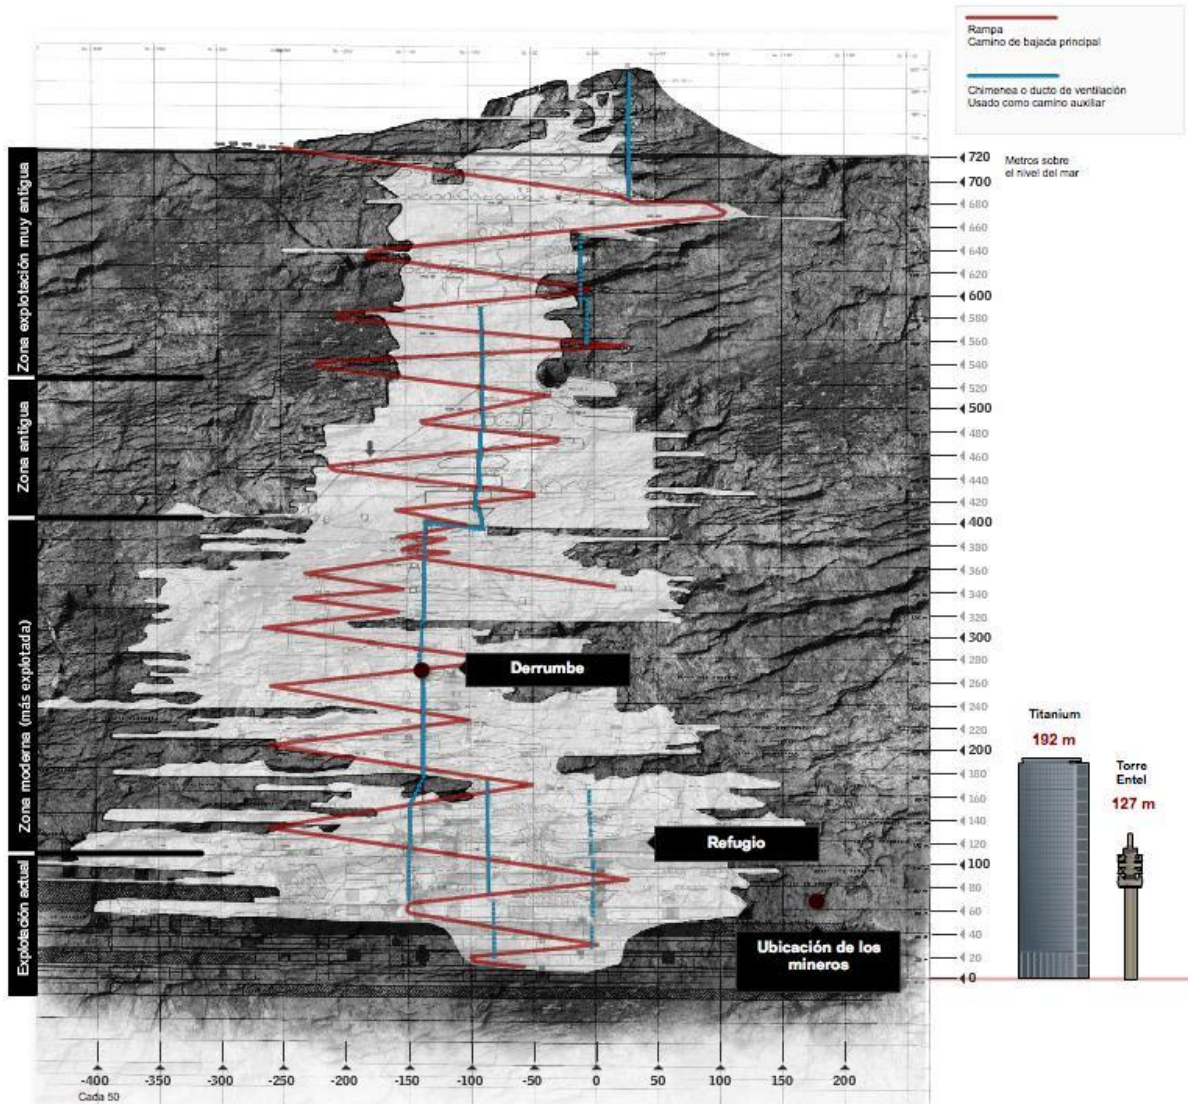 Rampa
Camino de bajada principal
Chimenea o ducto de ventilación
Usado como camino auxiliar
720
Metros sobre
el nivel del mar
700
680
660
640
620
600
580
560
540
520
500
480
460
440
420
400
380
360
340
320
300
280
260
240
220
200
180
160
140
120
100
80
60
40
20
0
Zona explotación muy antigua
Zona antigua
Zona moderna (más explotada)
Explotación actual
Derrumbe
Refugio
Ubicación de los
mineros
Titanium
192 m
Torre
Entel
127 m
-400
-350
-300
-250
-200
-150
-100
-50
0
50
100
150
200
Cada 50